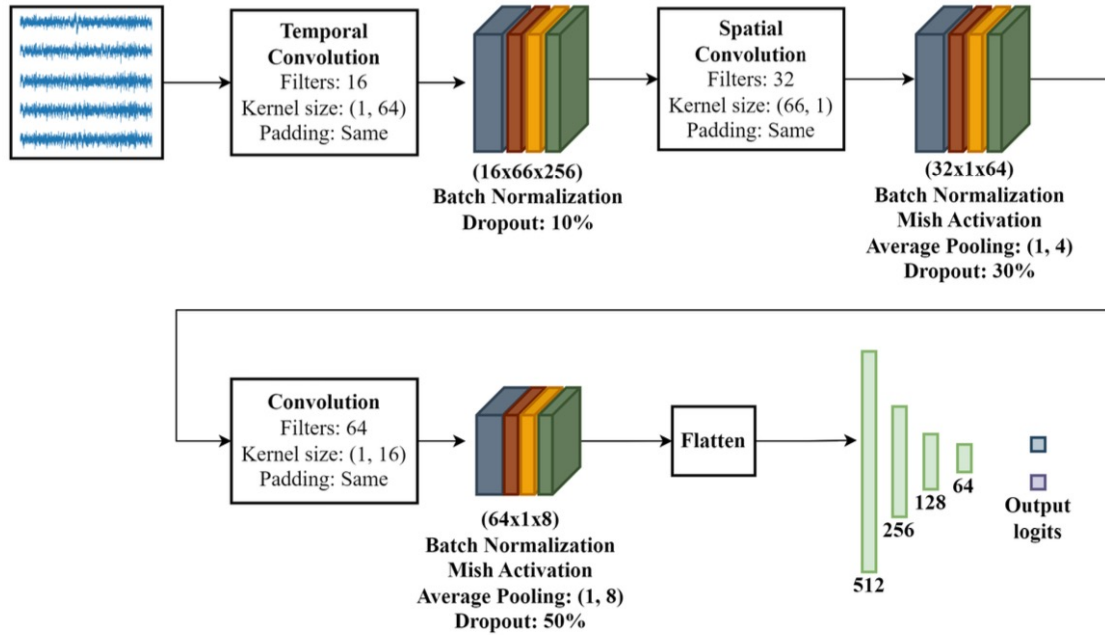 Temporal
Convolution
Filters: 16
Kernel size: (1, 64)
Padding: Same
(16x66x256)
Batch Normalization
Dropout: 10%
Spatial
Convolution
Filters: 32
Kernel size: (66, 1)
Padding: Same
(32x1x64)
Batch Normalization
Mish Activation
Average Pooling: (1, 4)
Dropout: 30%
Convolution
Filters: 64
Kernel size: (1, 16)
Padding: Same
(64x1x8)
Batch Normalization
Mish Activation
Average Pooling: (1, 8)
Dropout: 50%
Flatten
512
256
128
64
Output
logits